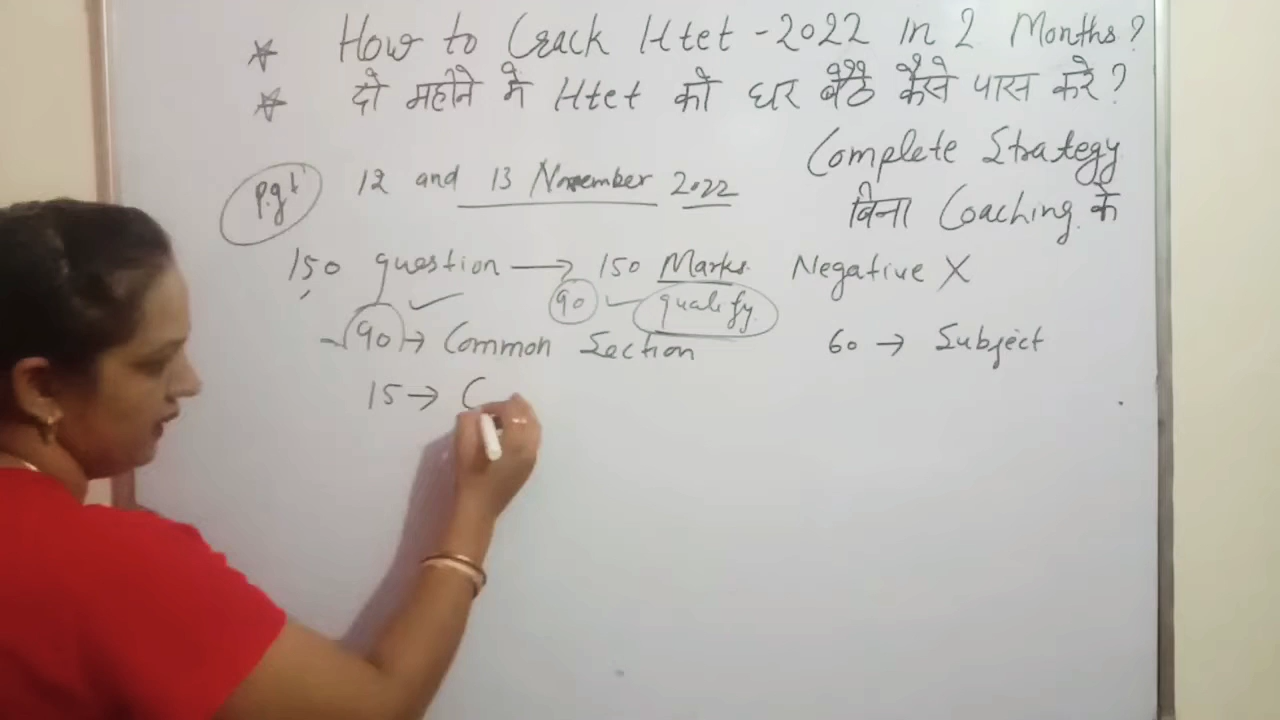 * How to Crack Htet - 2022 In 2 Months?
* दो महीने में Htet को घर बैठे कैसे पास करे?
Complete Strategy
बिना Coaching के
P.g.t 12 and 13 November 2022
150 question → 150 Marks. Negative X
90 ✓ qualify.
90 → Common Section 60 → Subject
15 → C